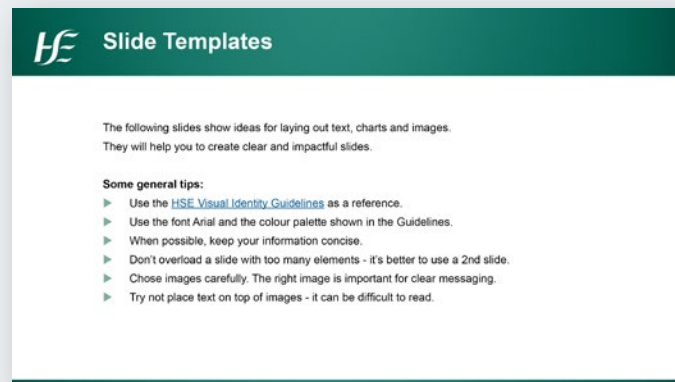 HSE
Slide Templates
The following slides show ideas for laying out text, charts and images.
They will help you to create clear and impactful slides.
Some general tips:
Use the HSE Visual Identity Guidelines as a reference.
Use the font Arial and the colour palette shown in the Guidelines.
When possible, keep your information concise.
Don't overload a slide with too many elements - it's better to use a 2nd slide.
Chose images carefully. The right image is important for clear messaging.
Try not place text on top of images - it can be difficult to read.